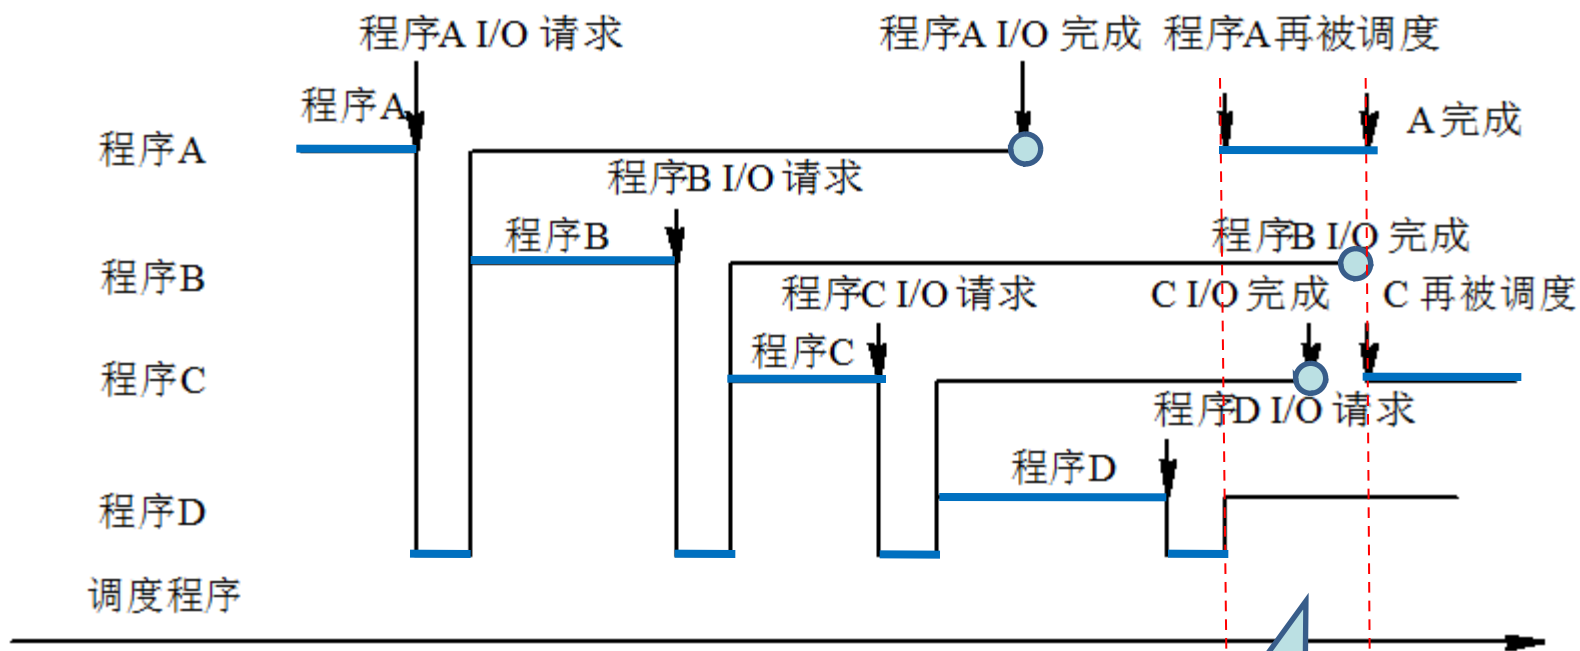 程序A I/O 请求
程序A I/O 完成
程序A 再被调度
程序A
A 完成
程序A
程序B I/O 请求
程序B
程序B I/O 完成
程序B
程序C I/O 请求
C I/O 完成
C 再被调度
程序C
程序C
程序D I/O 请求
程序D
程序D
调度程序